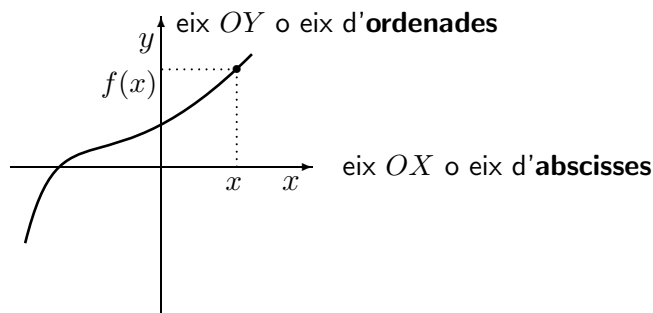 eix OY o eix d'ordenades
y
f(x)
x
x
eix OX o eix d'abscisses